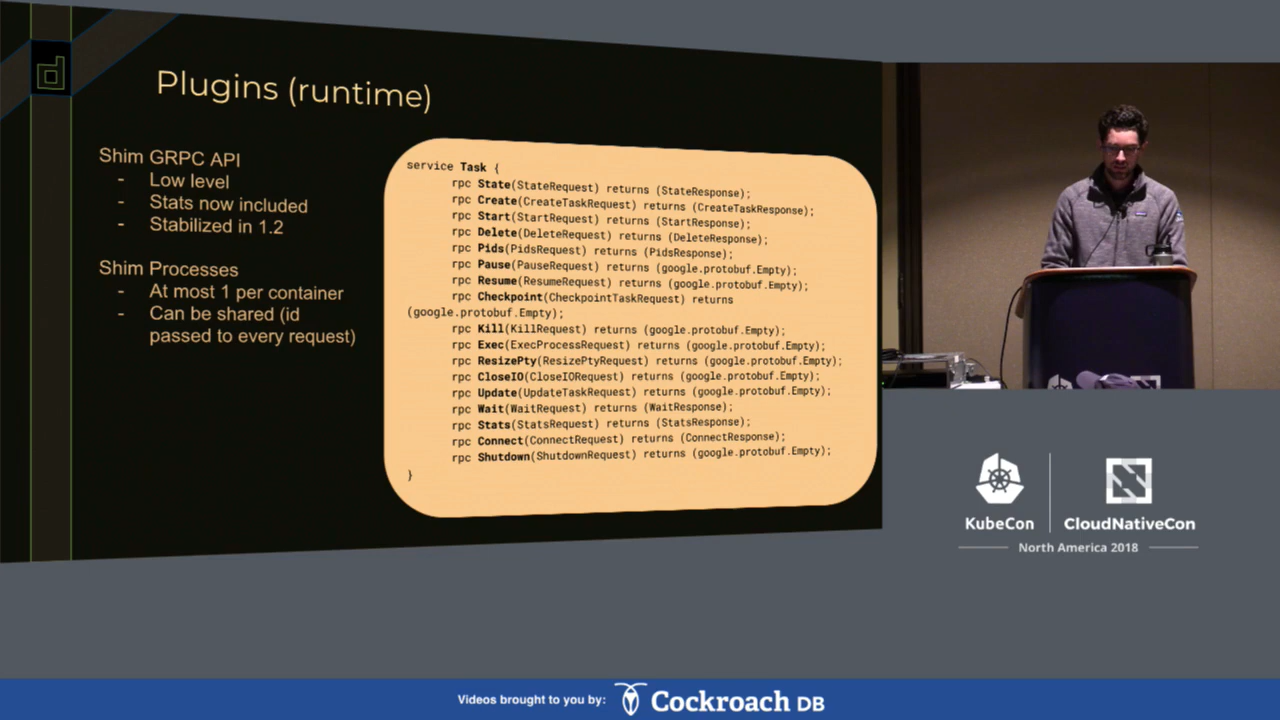 d
Plugins (runtime)
Shim GRPC API
- Low level
- Stats now included
- Stabilized in 1.2
Shim Processes
- At most 1 per container
- Can be shared (id
passed to every request)
service Task {
rpc State(StateRequest) returns (StateResponse);
rpc Create(CreateTaskRequest) returns (CreateTaskResponse);
rpc Start(StartRequest) returns (StartResponse);
rpc Delete(DeleteRequest) returns (DeleteResponse);
rpc Pids(PidsRequest) returns (PidsResponse);
rpc Pause(PauseRequest) returns (google.protobuf.Empty);
rpc Resume(ResumeRequest) returns (google.protobuf.Empty);
rpc Checkpoint(CheckpointTaskRequest) returns
(google.protobuf.Empty);
rpc Kill(KillRequest) returns (google.protobuf.Empty);
rpc Exec(ExecProcessRequest) returns (google.protobuf.Empty);
rpc ResizePty(ResizePtyRequest) returns (google.protobuf.Empty);
rpc CloseIO(CloseIORequest) returns (google.protobuf.Empty);
rpc Update(UpdateTaskRequest) returns (google.protobuf.Empty);
rpc Wait(WaitRequest) returns (WaitResponse);
rpc Stats(StatsRequest) returns (StatsResponse);
rpc Connect(ConnectRequest) returns (ConnectResponse);
rpc Shutdown(ShutdownRequest) returns (google.protobuf.Empty);
}
KubeCon
CloudNativeCon
North America 2018
Videos brought to you by:
Cockroach DB